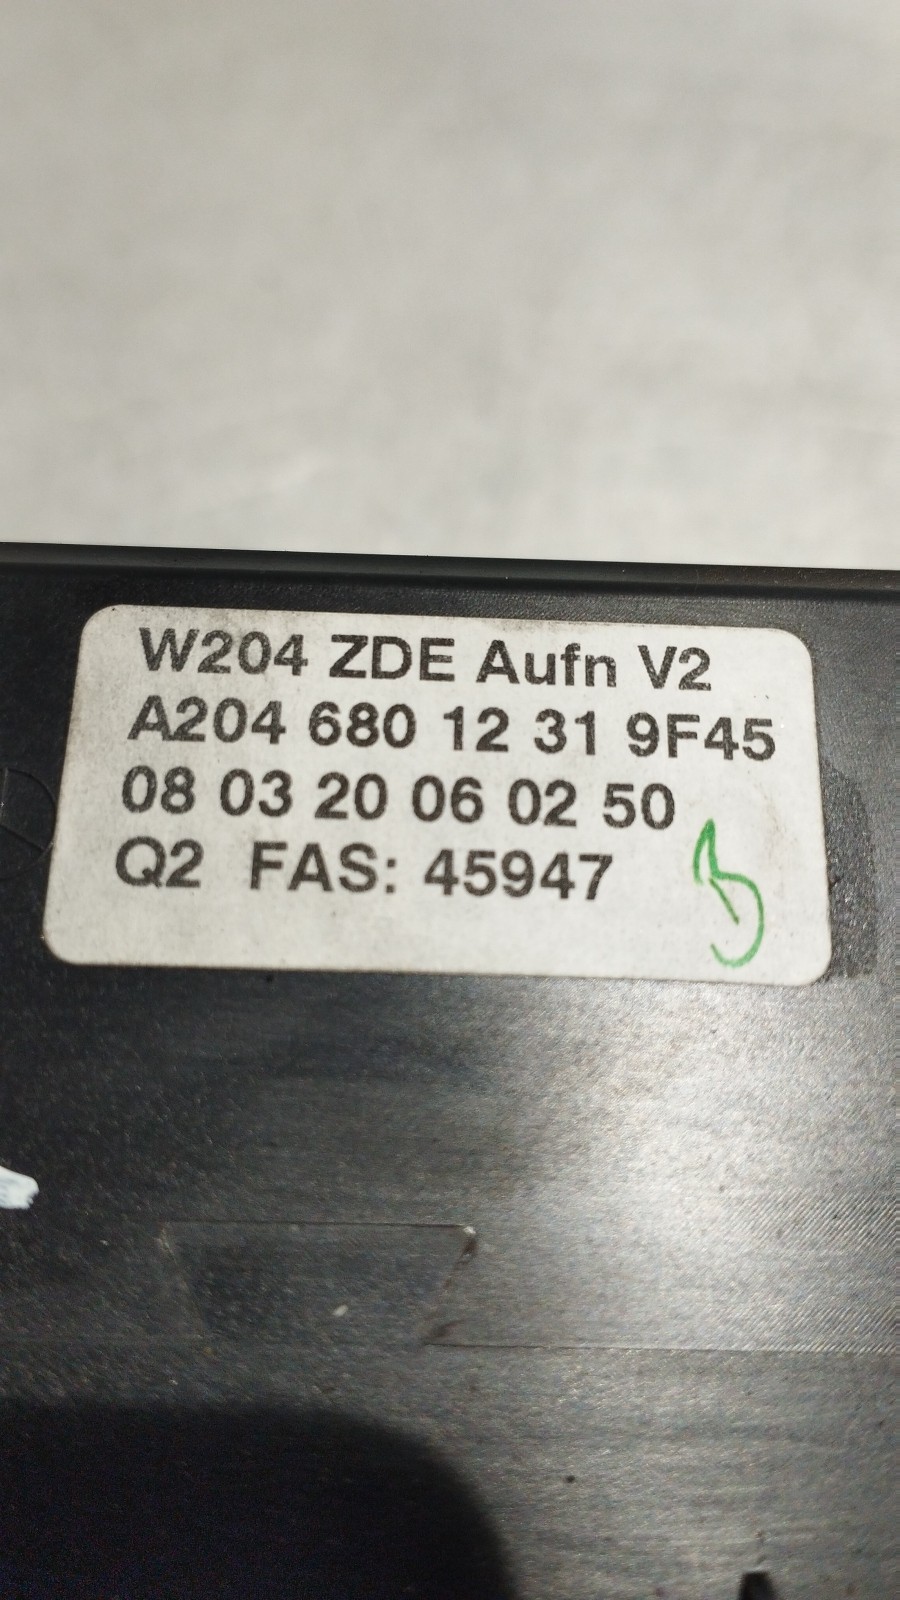 W204 ZDE Aufn V2
A204 680 12 31 9F45
08 03 20 06 02 50
Q2 FAS: 45947